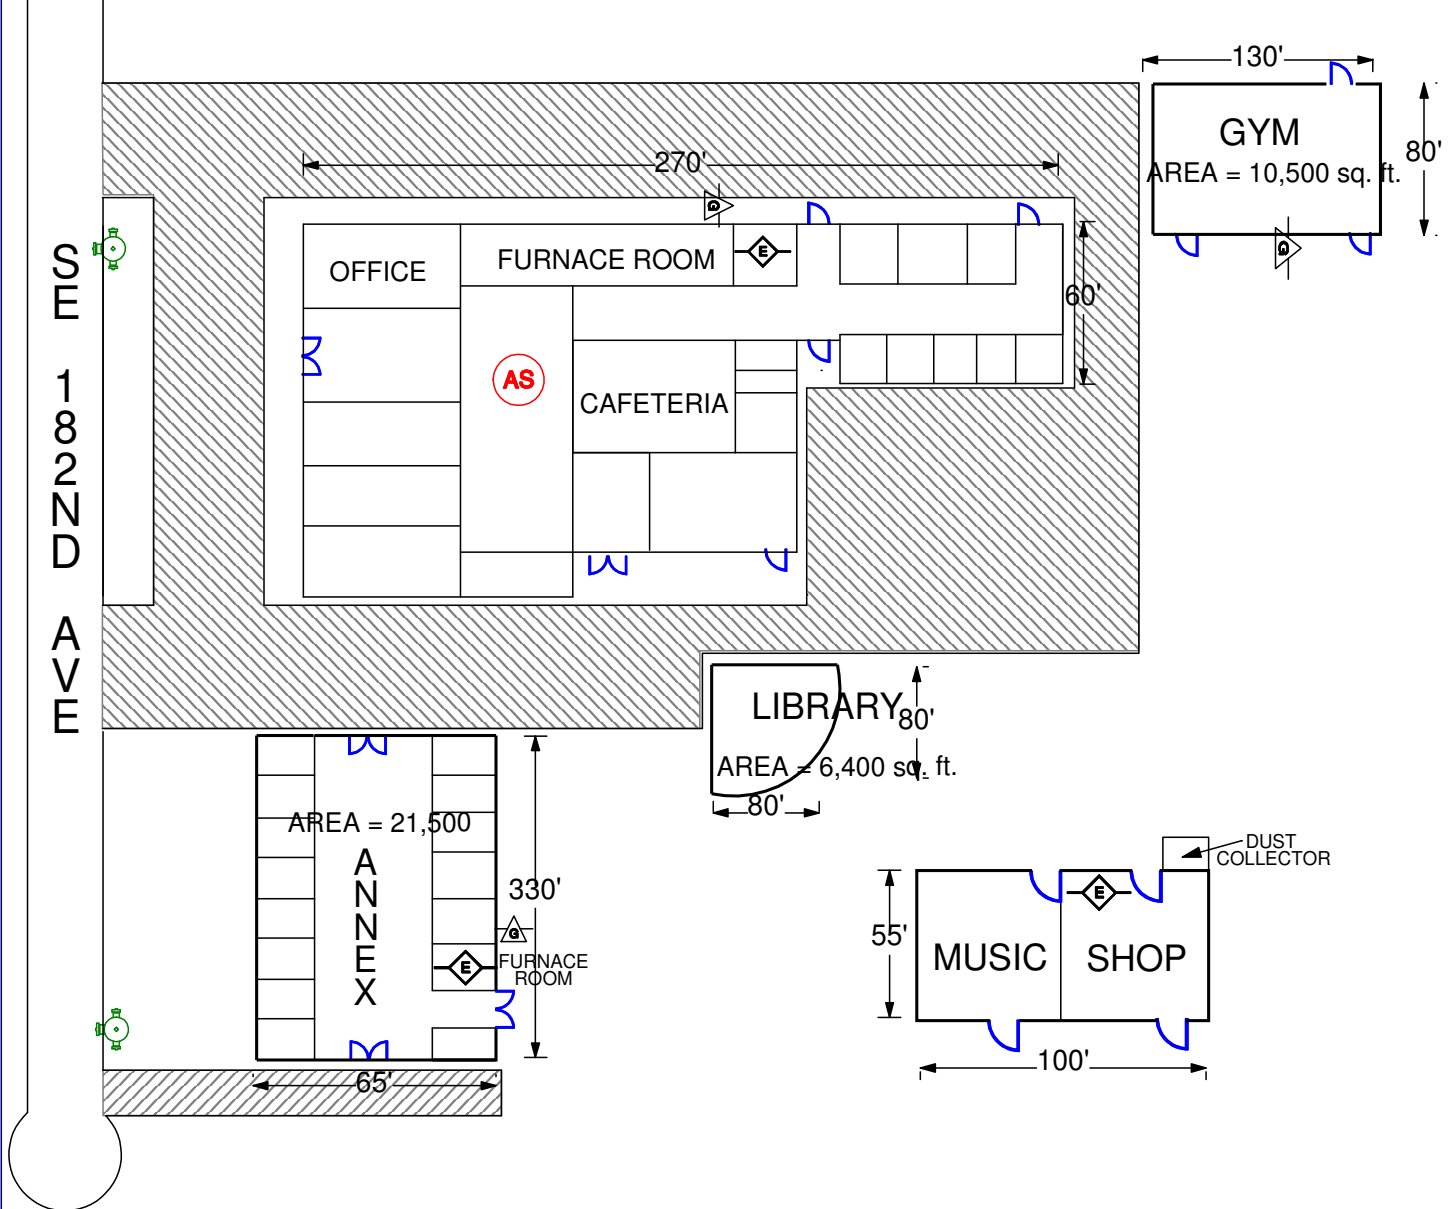 130'
GYM
AREA = 10,500 sq. ft.
80'
270'
G
OFFICE
FURNACE ROOM
E
G
60'
AS
CAFETERIA
SE 182ND AVE
LIBRARY
80'
AREA = 6,400 sq. ft.
80'
AREA = 21,500
ANNEX
330'
G
E
FURNACE
ROOM
65'
DUST
COLLECTOR
E
55'
MUSIC
SHOP
100'